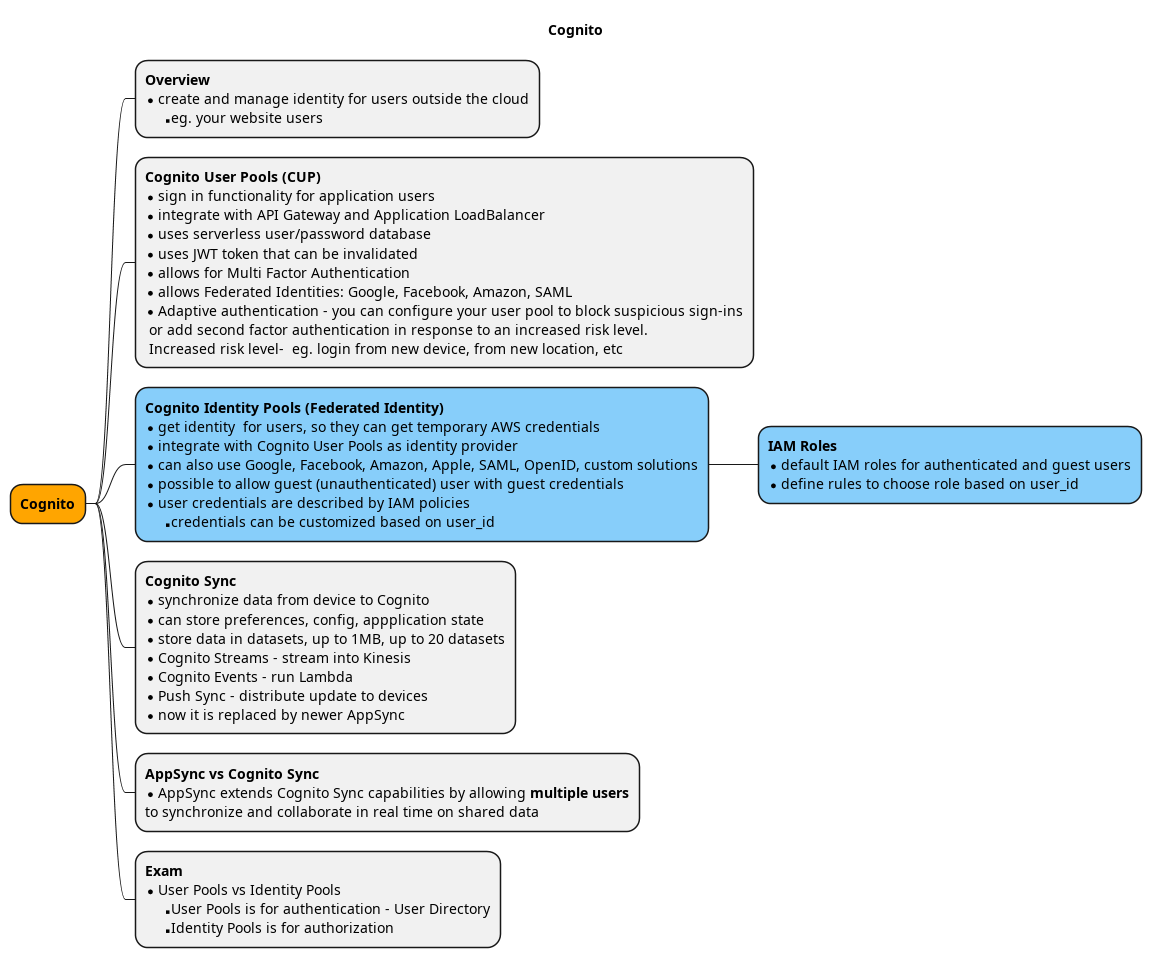 Cognito
Overview
• create and manage identity for users outside the cloud
▪ eg. your website users
Cognito User Pools (CUP)
• sign in functionality for application users
• integrate with API Gateway and Application LoadBalancer
• uses serverless user/password database
• uses JWT token that can be invalidated
• allows for Multi Factor Authentication
• allows Federated Identities: Google, Facebook, Amazon, SAML
• Adaptive authentication - you can configure your user pool to block suspicious sign-ins
or add second factor authentication in response to an increased risk level.
Increased risk level-  eg. login from new device, from new location, etc
Cognito Identity Pools (Federated Identity)
• get identity  for users, so they can get temporary AWS credentials
• integrate with Cognito User Pools as identity provider
• can also use Google, Facebook, Amazon, Apple, SAML, OpenID, custom solutions
• possible to allow guest (unauthenticated) user with guest credentials
• user credentials are described by IAM policies
▪ credentials can be customized based on user_id
IAM Roles
• default IAM roles for authenticated and guest users
• define rules to choose role based on user_id
Cognito
Cognito Sync
• synchronize data from device to Cognito
• can store preferences, config, appplication state
• store data in datasets, up to 1MB, up to 20 datasets
• Cognito Streams - stream into Kinesis
• Cognito Events - run Lambda
• Push Sync - distribute update to devices
• now it is replaced by newer AppSync
AppSync vs Cognito Sync
• AppSync extends Cognito Sync capabilities by allowing multiple users
to synchronize and collaborate in real time on shared data
Exam
• User Pools vs Identity Pools
▪ User Pools is for authentication - User Directory
▪ Identity Pools is for authorization